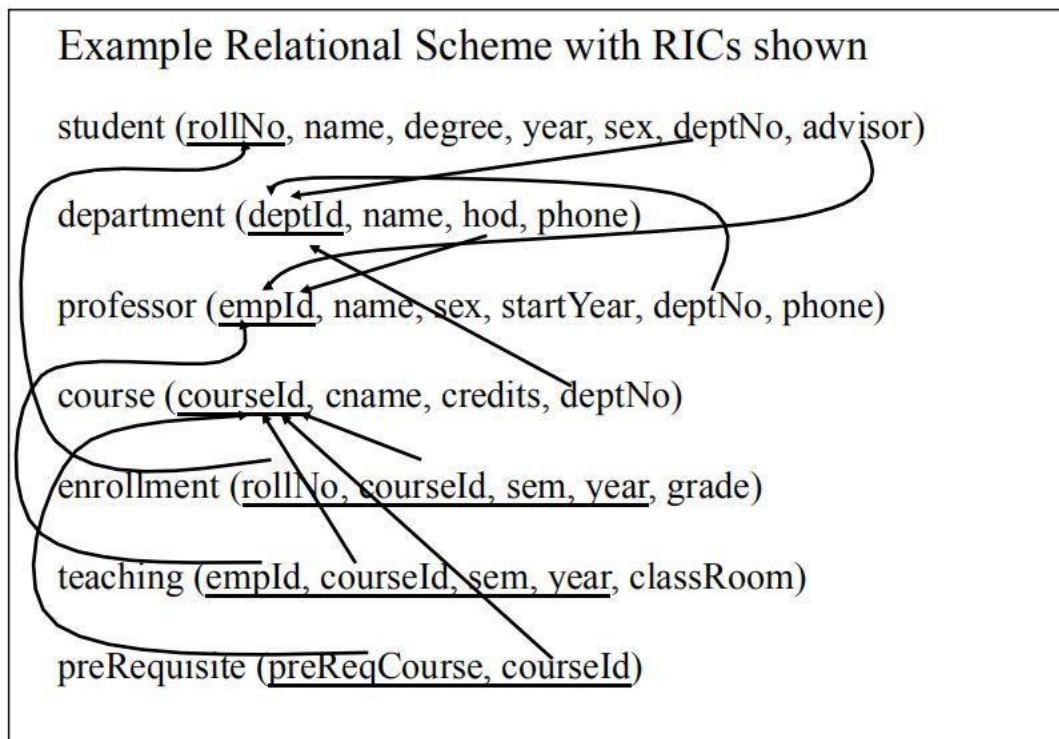 Example Relational Scheme with RICs shown
student (rollNo, name, degree, year, sex, deptNo, advisor)
department (deptId, name, hod, phone)
professor (empId, name, sex, startYear, deptNo, phone)
course (courseId, cname, credits, deptNo)
enrollment (rollNo, courseId, sem, year, grade)
teaching (empId, courseId, sem, year, classRoom)
preRequisite (preReqCourse, courseId)